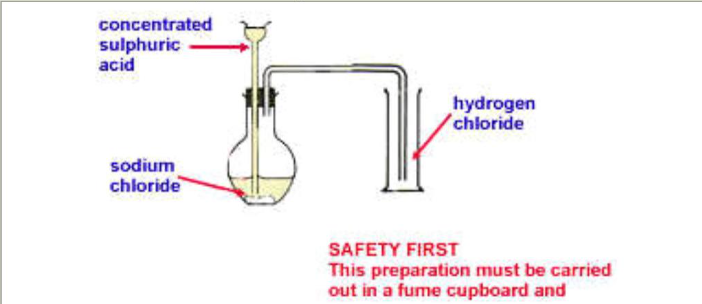 concentrated
sulphuric
acid
hydrogen
chloride
sodium
chloride
SAFETY FIRST
This preparation must be carried
out in a fume cupboard and